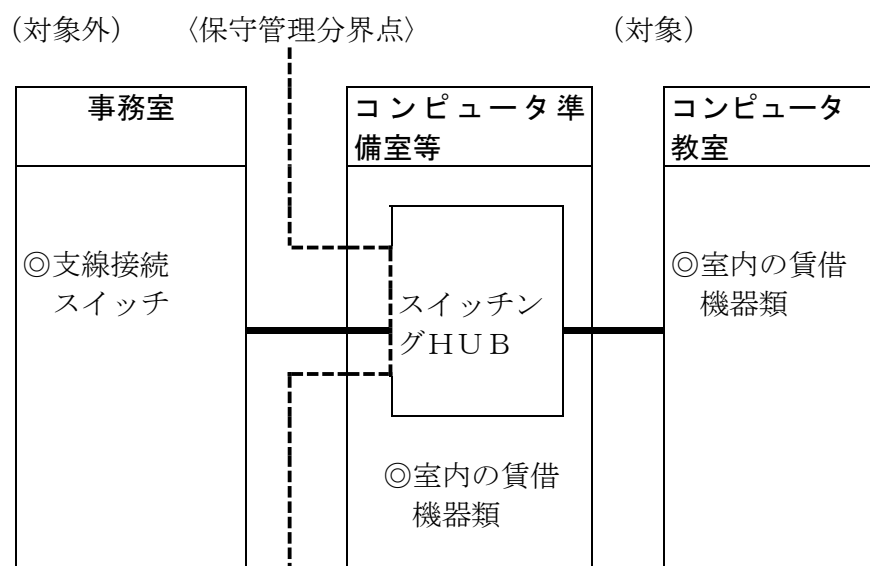 （対象外）　〈保守管理分界点〉　（対象）
事務室
◎支線接続
スイッチ
コンピュータ準
備室等
スイッチン
グＨＵＢ
◎室内の賃借
機器類
コンピュータ
教室
◎室内の賃借
機器類